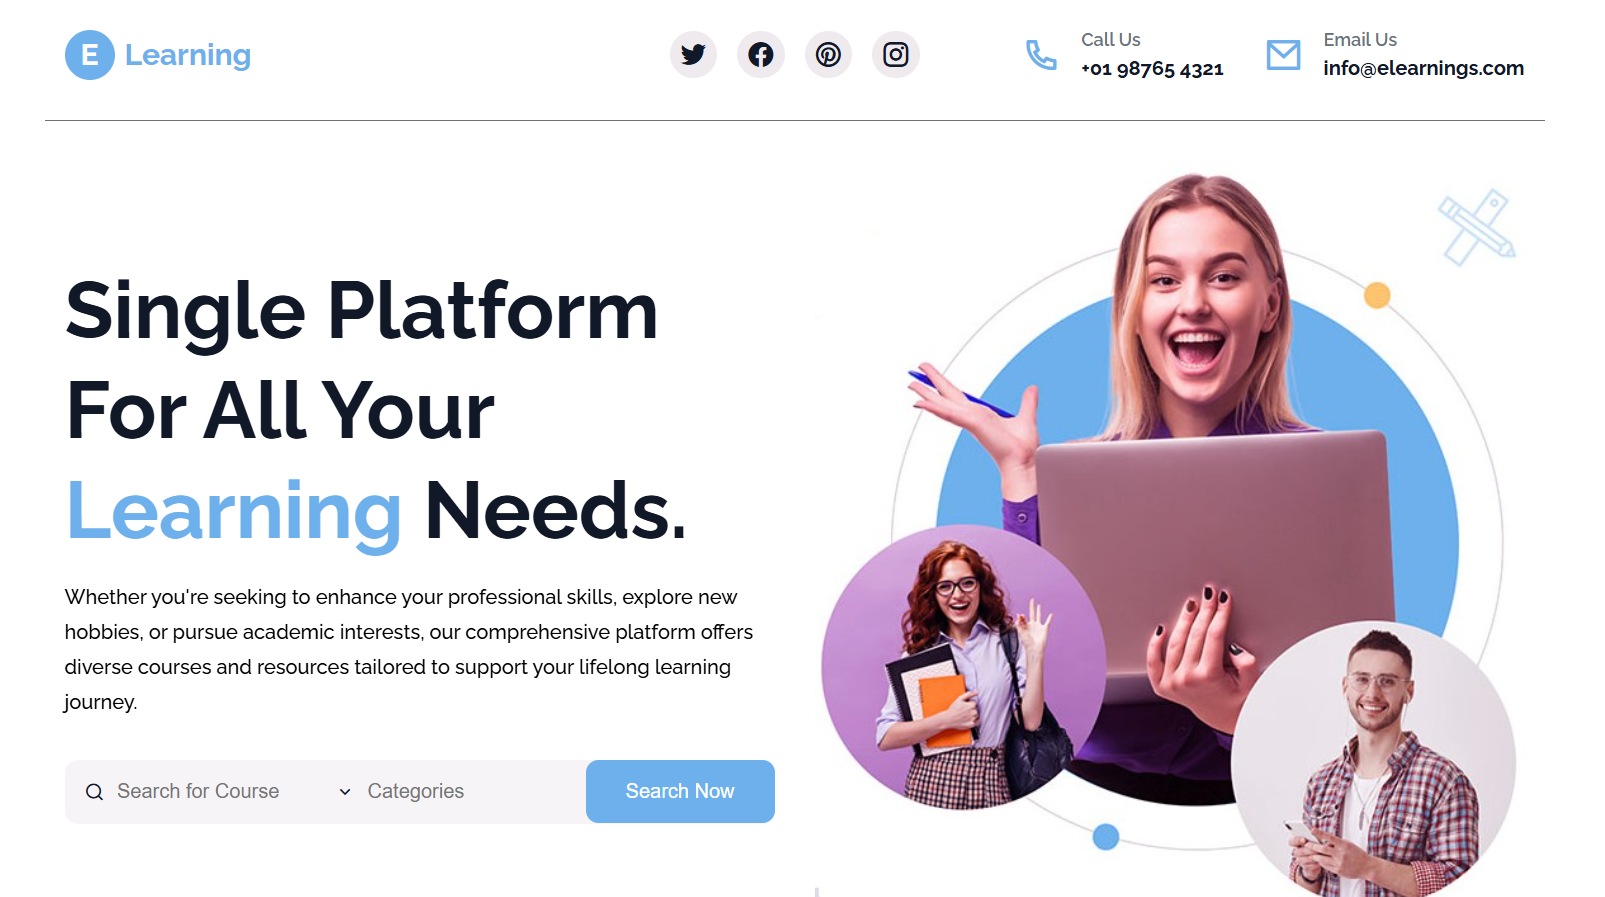 E Learning
Call Us
+01 98765 4321
Email Us
info@elearnings.com
Single Platform
For All Your
Learning Needs.
Whether you're seeking to enhance your professional skills, explore new
hobbies, or pursue academic interests, our comprehensive platform offers
diverse courses and resources tailored to support your lifelong learning
journey.
Search for Course
Categories
Search Now